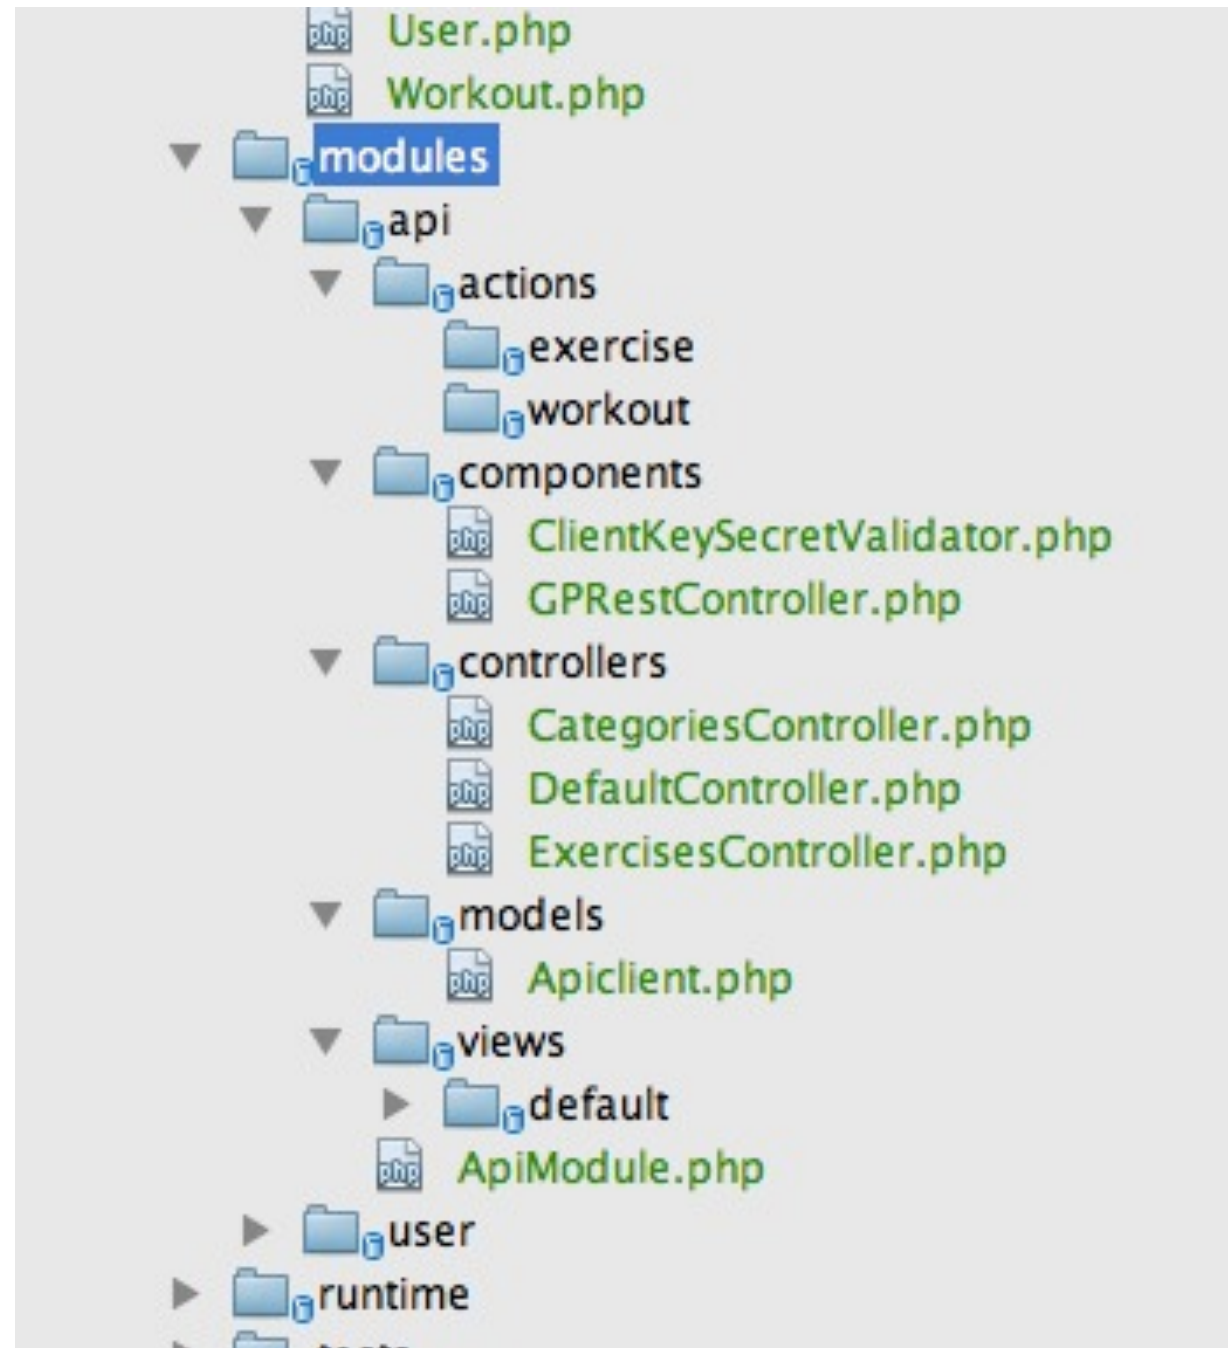 User.php
Workout.php
modules
api
actions
exercise
workout
components
ClientKeySecretValidator.php
GPRestController.php
controllers
CategoriesController.php
DefaultController.php
ExercisesController.php
models
Apiclient.php
views
default
ApiModule.php
user
runtime